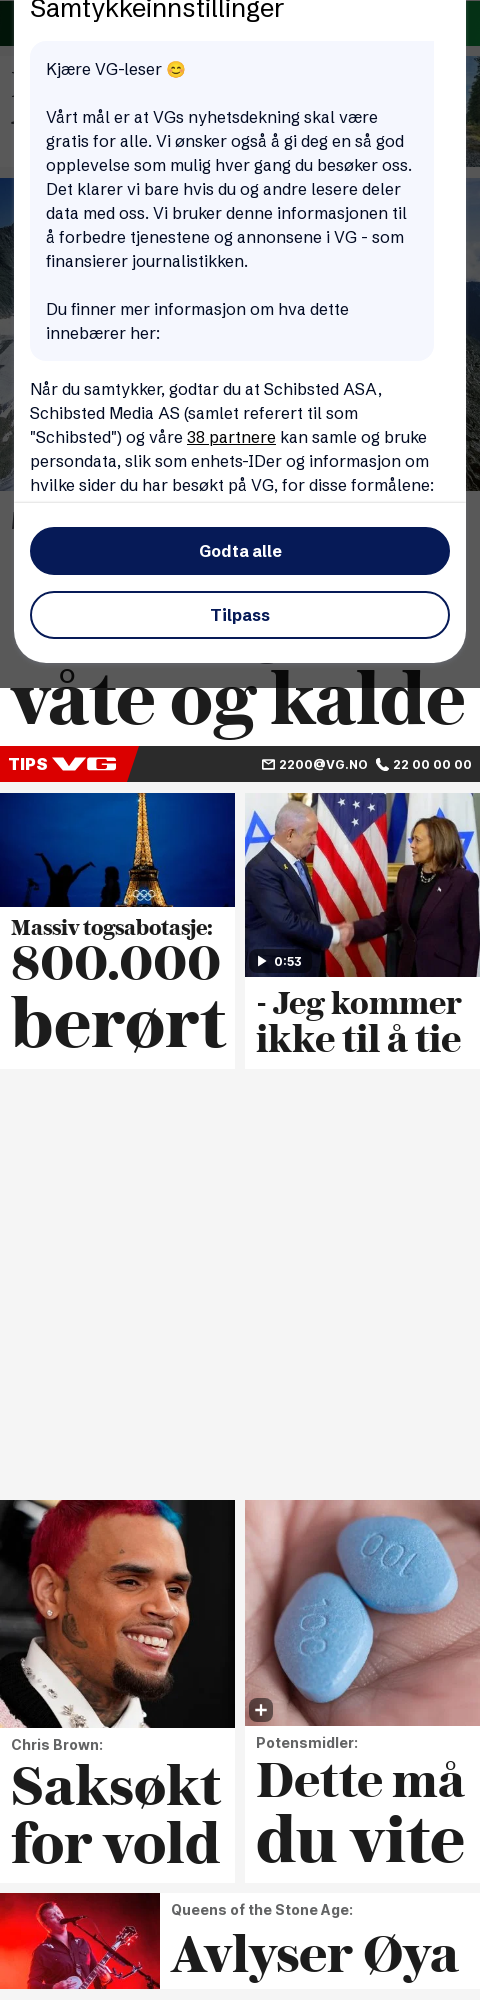 Samtykkeinnstillinger
Kjære VG-leser 😊
Vårt mål er at VGs nyhetsdekning skal være
gratis for alle. Vi ønsker også å gi deg en så god
opplevelse som mulig hver gang du besøker oss.
Det klarer vi bare hvis du og andre lesere deler
data med oss. Vi bruker denne informasjonen til
å forbedre tjenestene og annonsene i VG - som
finansierer journalistikken.
Du finner mer informasjon om hva dette
innebærer her:
Når du samtykker, godtar du at Schibsted ASA,
Schibsted Media AS (samlet referert til som
"Schibsted") og våre 38 partnere kan samle og bruke
persondata, slik som enhets-IDer og informasjon om
hvilke sider du har besøkt på VG, for disse formålene:
Godta alle
Tilpass
våte og kalde
TIPS VG 2200@VG.NO 22 00 00 00
0:53
Massiv togsabotasje:
800.000
berørt
- Jeg kommer
ikke til å tie
100
100
Chris Brown:
Saksøkt
for vold
Potensmidler:
Dette må
du vite
Queens of the Stone Age:
Avlyser Øya